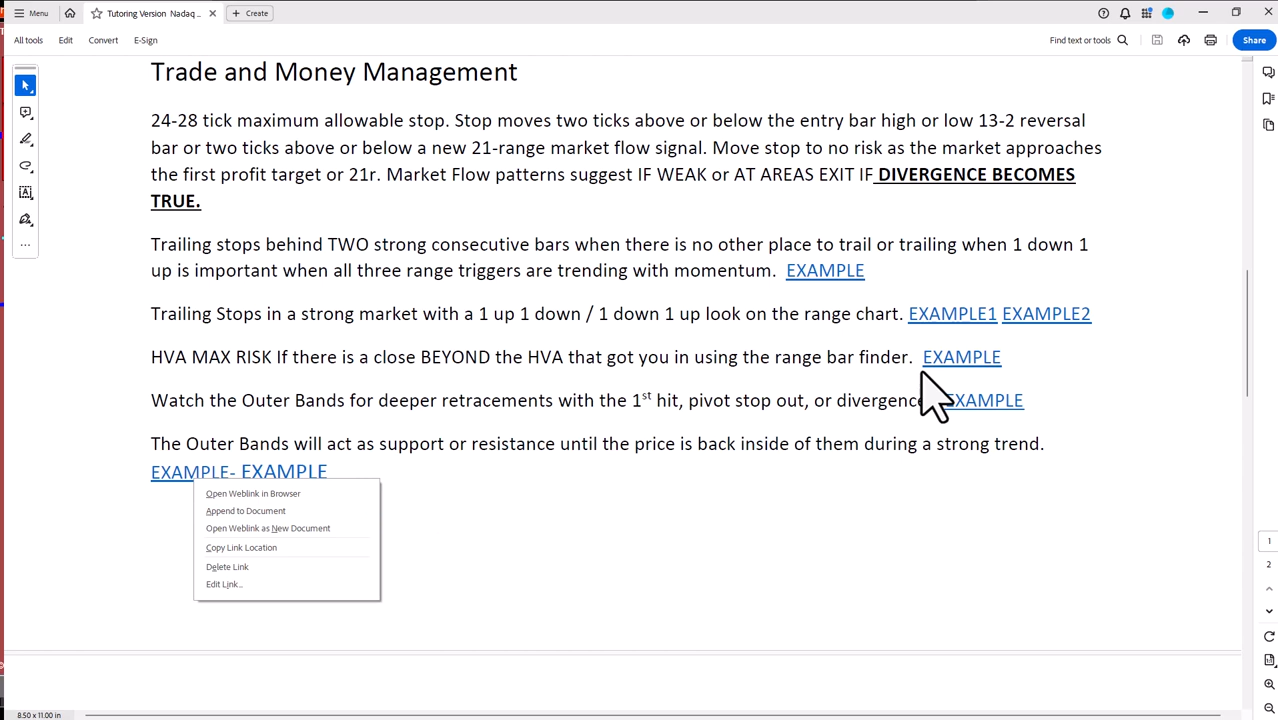 Menu
Tutoring Version Nadaq ...
Create
All tools
Edit
Convert
E-Sign
Find text or tools
Share
Trade and Money Management
24-28 tick maximum allowable stop. Stop moves two ticks above or below the entry bar high or low 13-2 reversal
bar or two ticks above or below a new 21-range market flow signal. Move stop to no risk as the market approaches
the first profit target or 21r. Market Flow patterns suggest IF WEAK or AT AREAS EXIT IF DIVERGENCE BECOMES
TRUE.
Trailing stops behind TWO strong consecutive bars when there is no other place to trail or trailing when 1 down 1
up is important when all three range triggers are trending with momentum. EXAMPLE
Trailing Stops in a strong market with a 1 up 1 down / 1 down 1 up look on the range chart. EXAMPLE1 EXAMPLE2
HVA MAX RISK If there is a close BEYOND the HVA that got you in using the range bar finder. EXAMPLE
Watch the Outer Bands for deeper retracements with the 1st hit, pivot stop out, or divergence EXAMPLE
The Outer Bands will act as support or resistance until the price is back inside of them during a strong trend.
EXAMPLE- EXAMPLE
Open Weblink in Browser
Append to Document
Open Weblink as New Document
Copy Link Location
Delete Link
Edit Link...
1
2
8.50 x 11.00 in